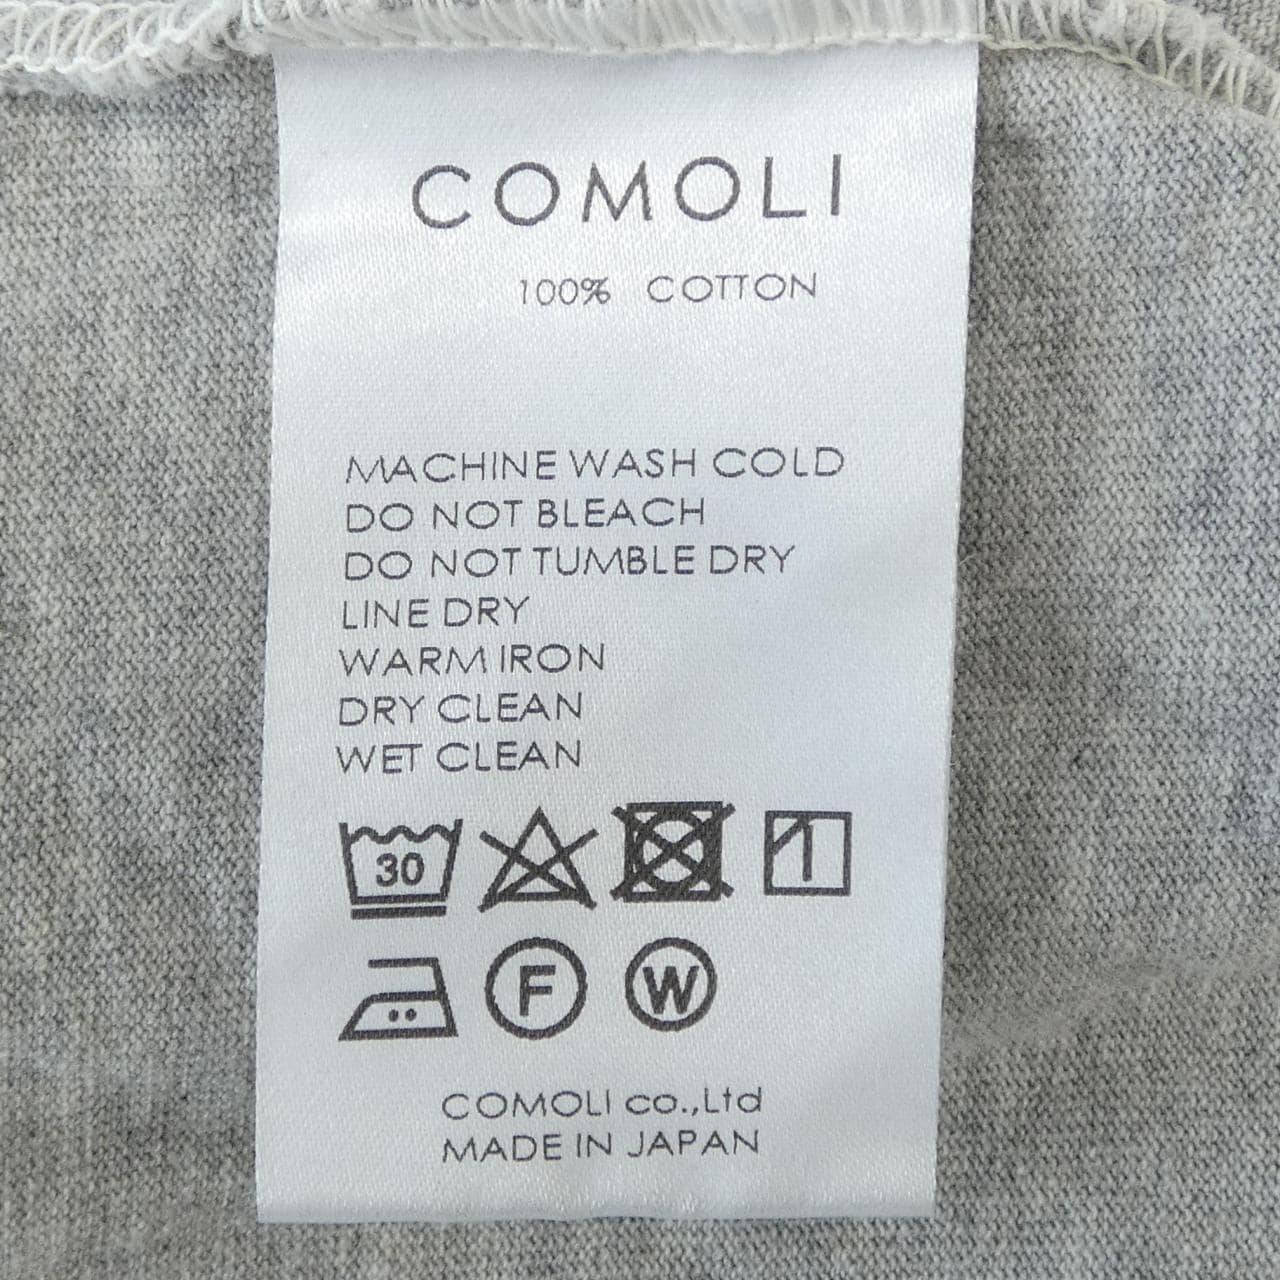 COMOLI
100% COTTON
MACHINE WASH COLD
DO NOT BLEACH
DO NOT TUMBLE DRY
LINE DRY
WARM IRON
DRY CLEAN
WET CLEAN
30
F W
COMOLI co.,Ltd
MADE IN JAPAN